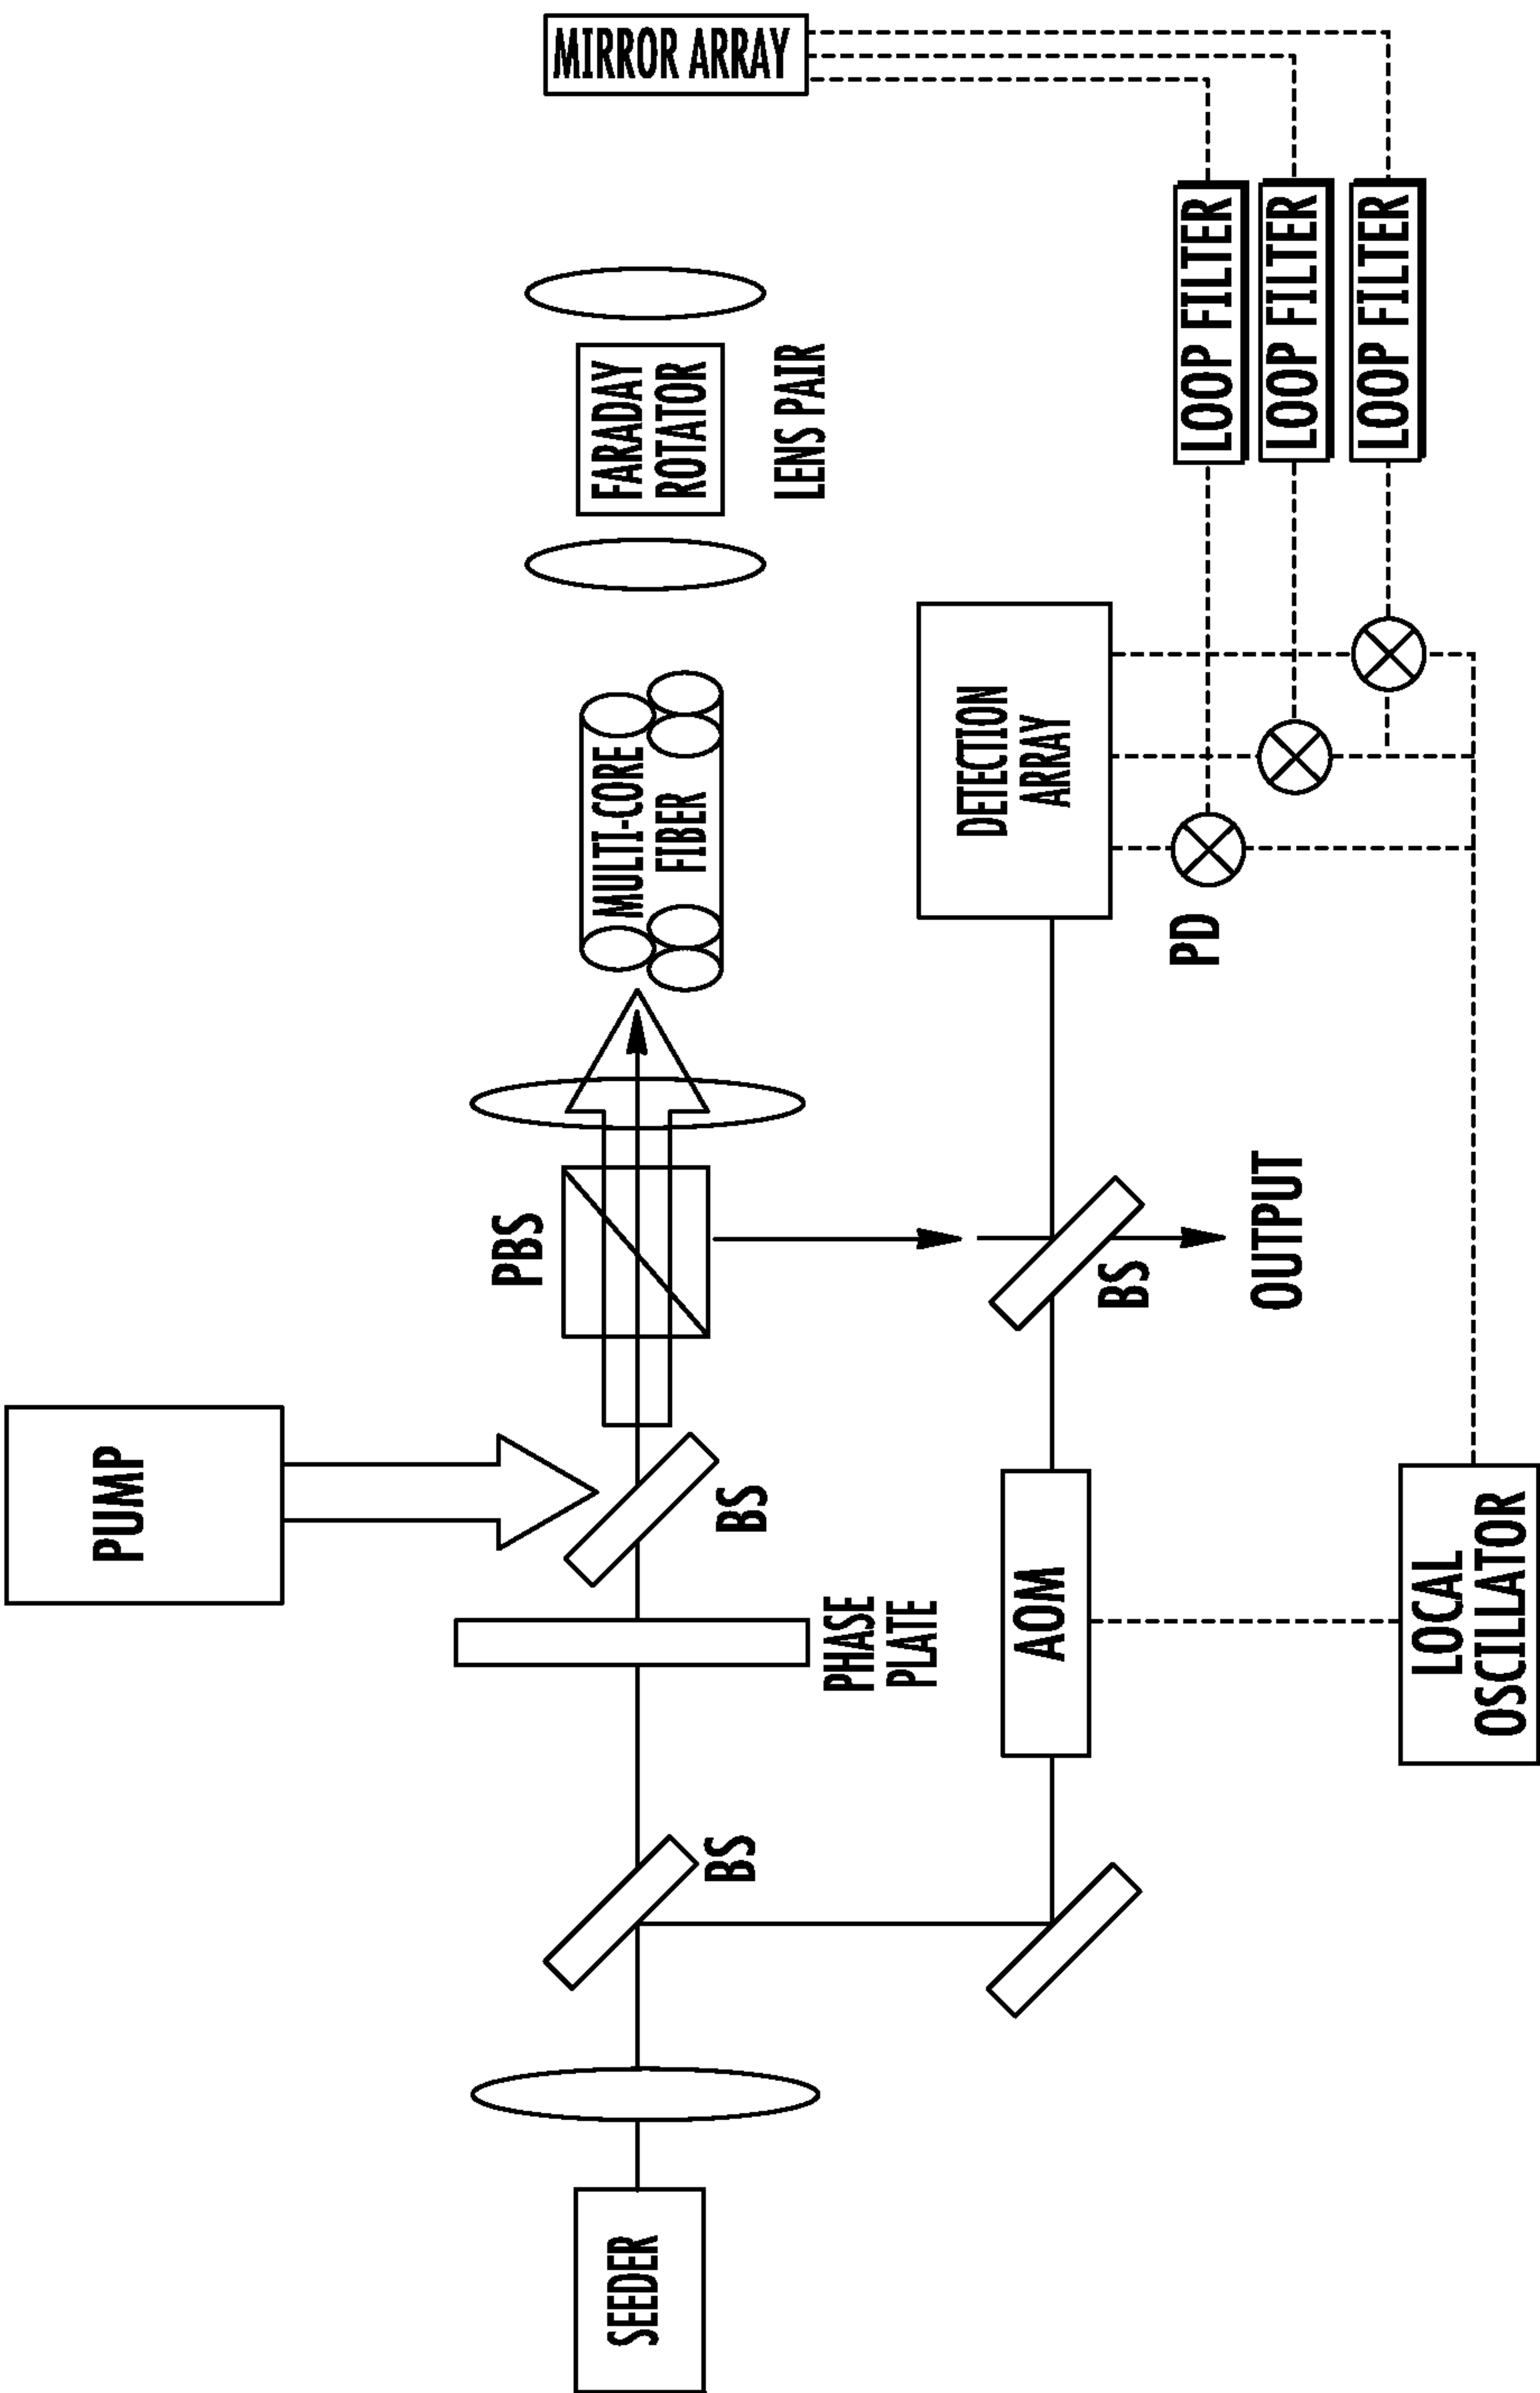 MIRROR ARRAY
FARADAY
ROTATOR
LENS PAIR
LOOP FILTER
LOOP FILTER
LOOP FILTER
MULTI-CORE
FIBER
DETECTION
ARRAY
PD
PBS
BS
OUTPUT
PUMP
BS
PHASE
PLATE
AOM
LOCAL
OSCILLATOR
BS
SEEDER